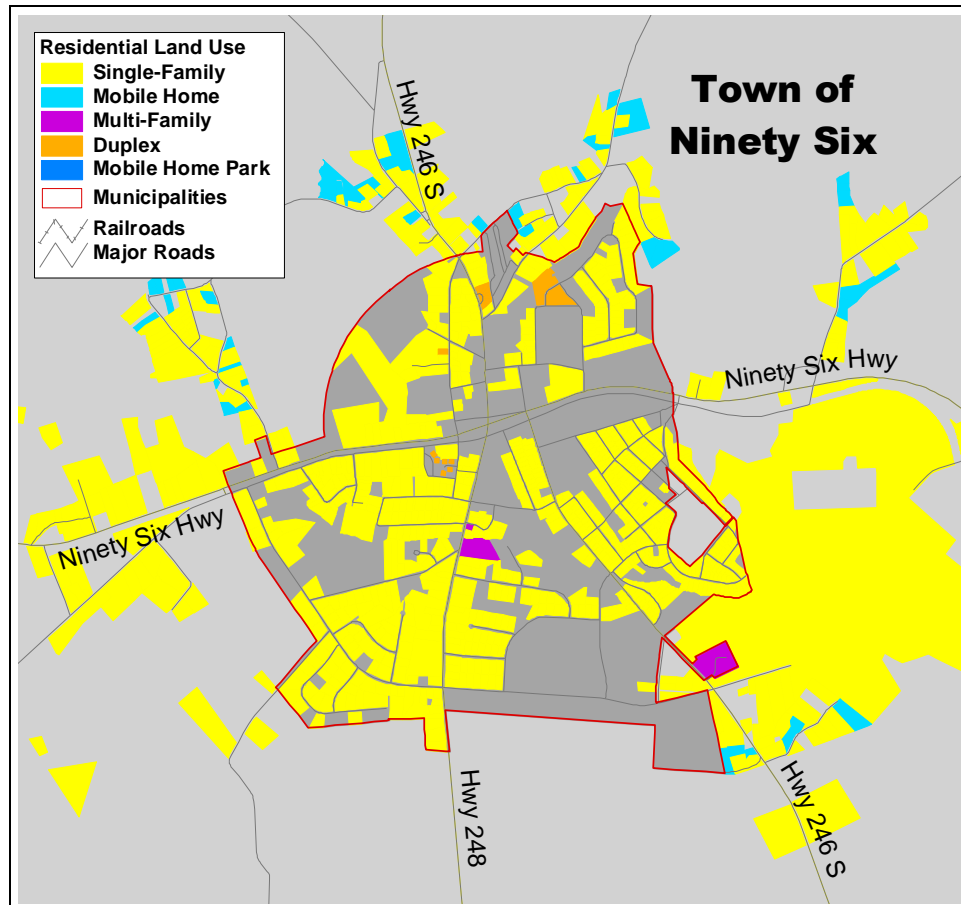 Residential Land Use
Single-Family
Mobile Home
Multi-Family
Duplex
Mobile Home Park
Municipalities
Railroads
Major Roads
Town of
Ninety Six
Hwy 246 S
Ninety Six Hwy
Ninety Six Hwy
Hwy 248
Hwy 246 S